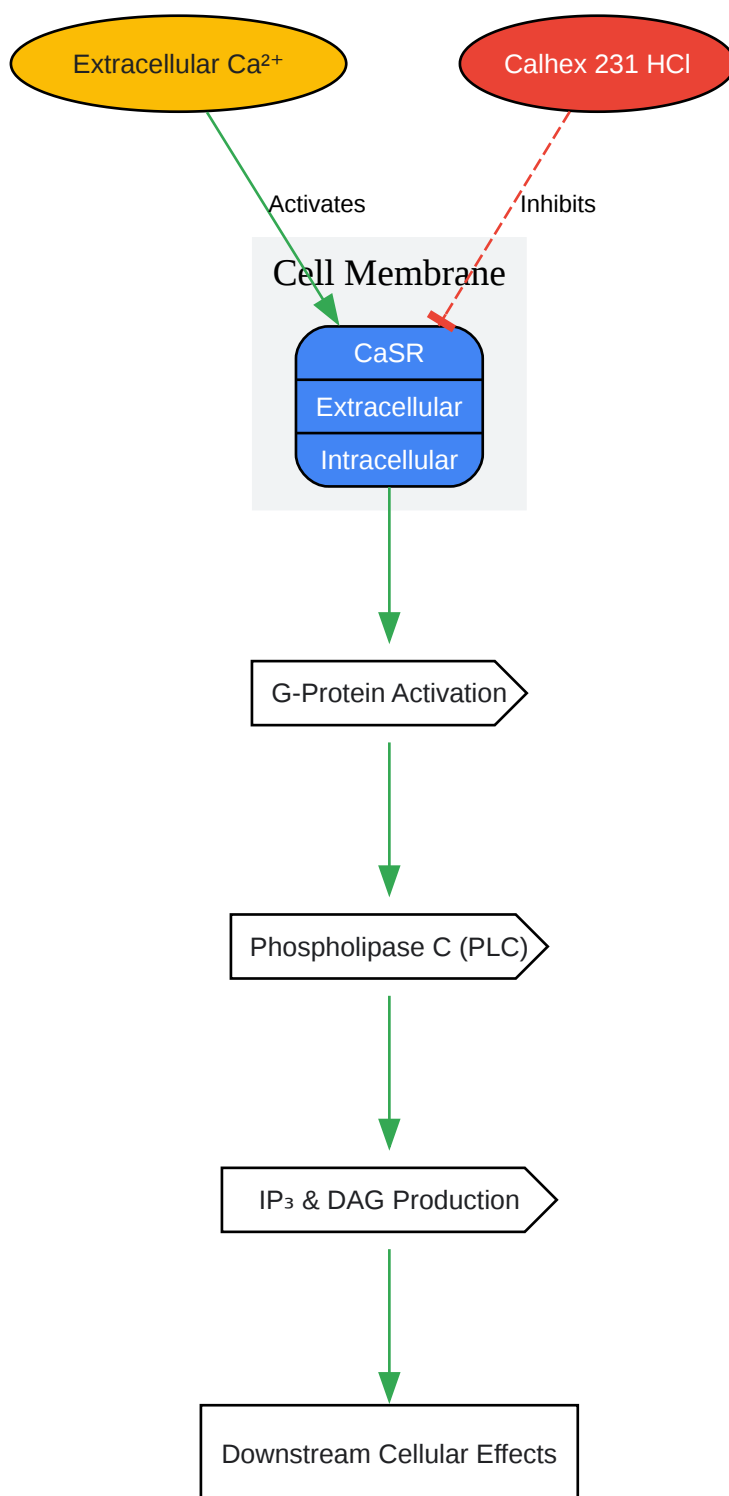 Extracellular Ca²⁺
Calhex 231 HCl
Activates
Inhibits
Cell Membrane
CaSR
Extracellular
Intracellular
G-Protein Activation
Phospholipase C (PLC)
IP₃ & DAG Production
Downstream Cellular Effects